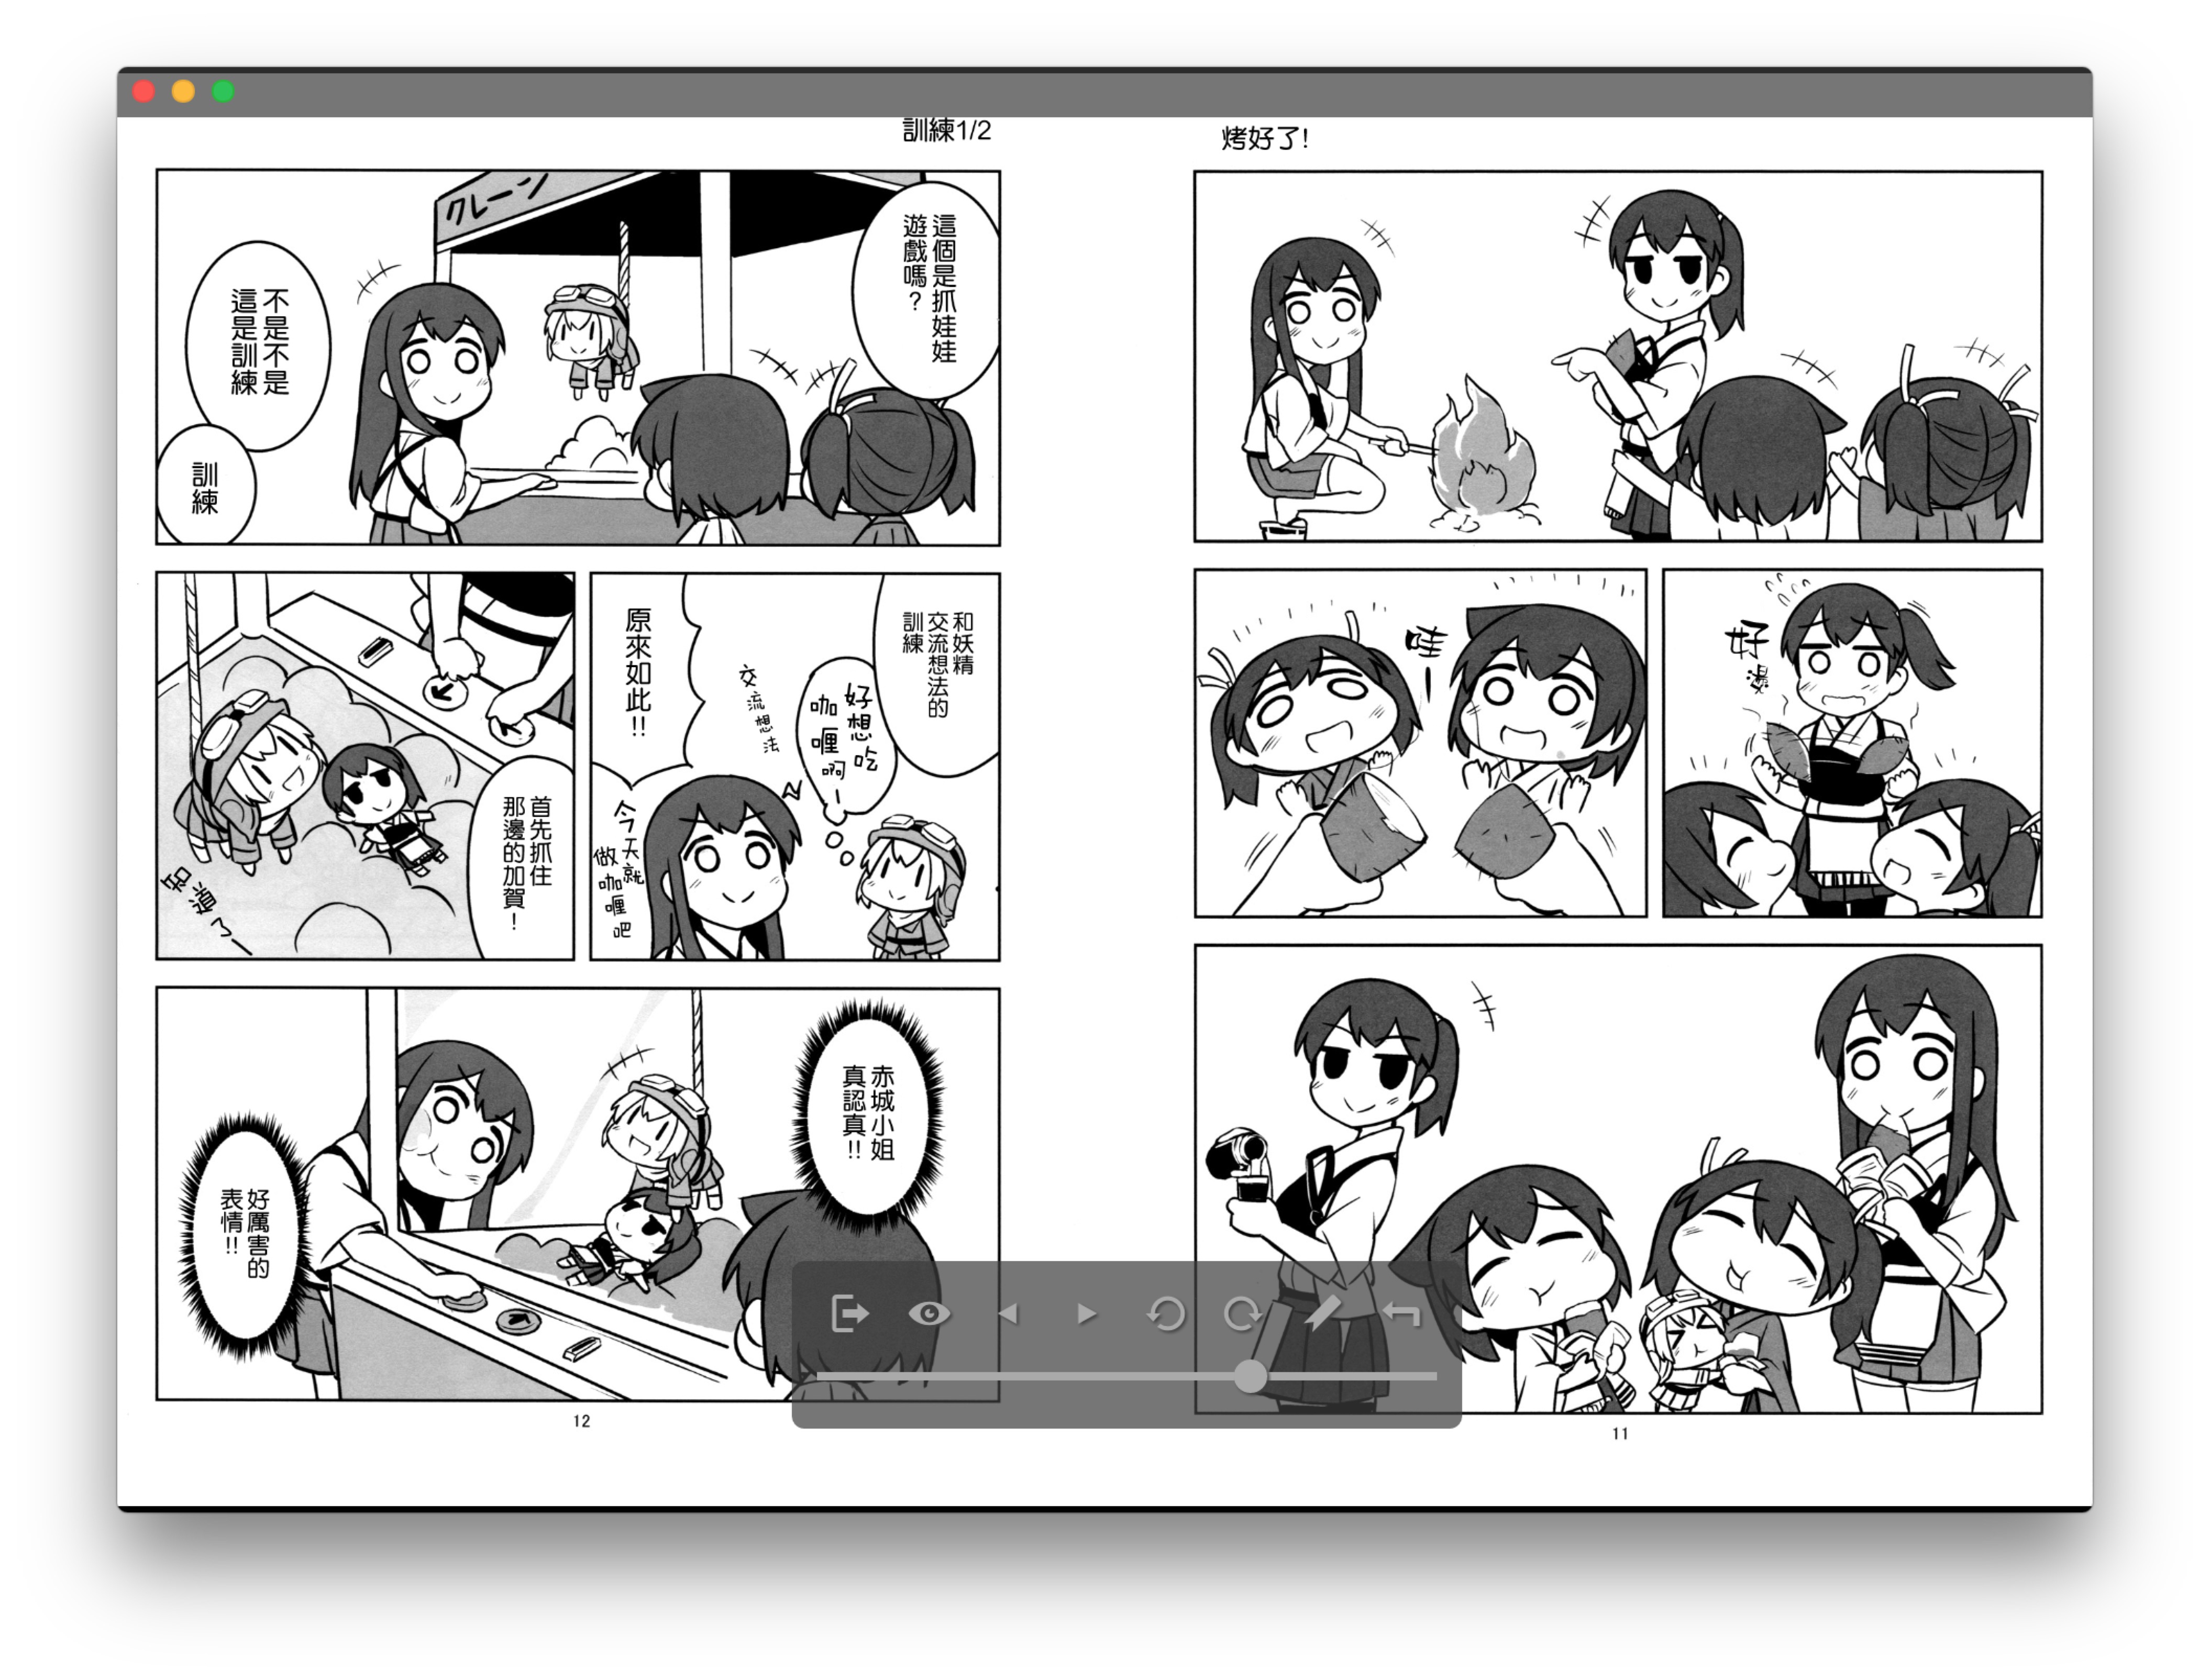 烤好了!
哇—
好燙
11
訓練1/2
クレーン
這個是抓娃娃
遊戲嗎?
不是不是
這是訓練
訓練
和妖精
交流想法的
訓練
好想吃
咖喱啊
交流想法
原來如此!!
今天就
做咖喱吧
首先抓住
那邊的加賀!
赤城小姐
真認真!!
好厲害的
表情!!
12